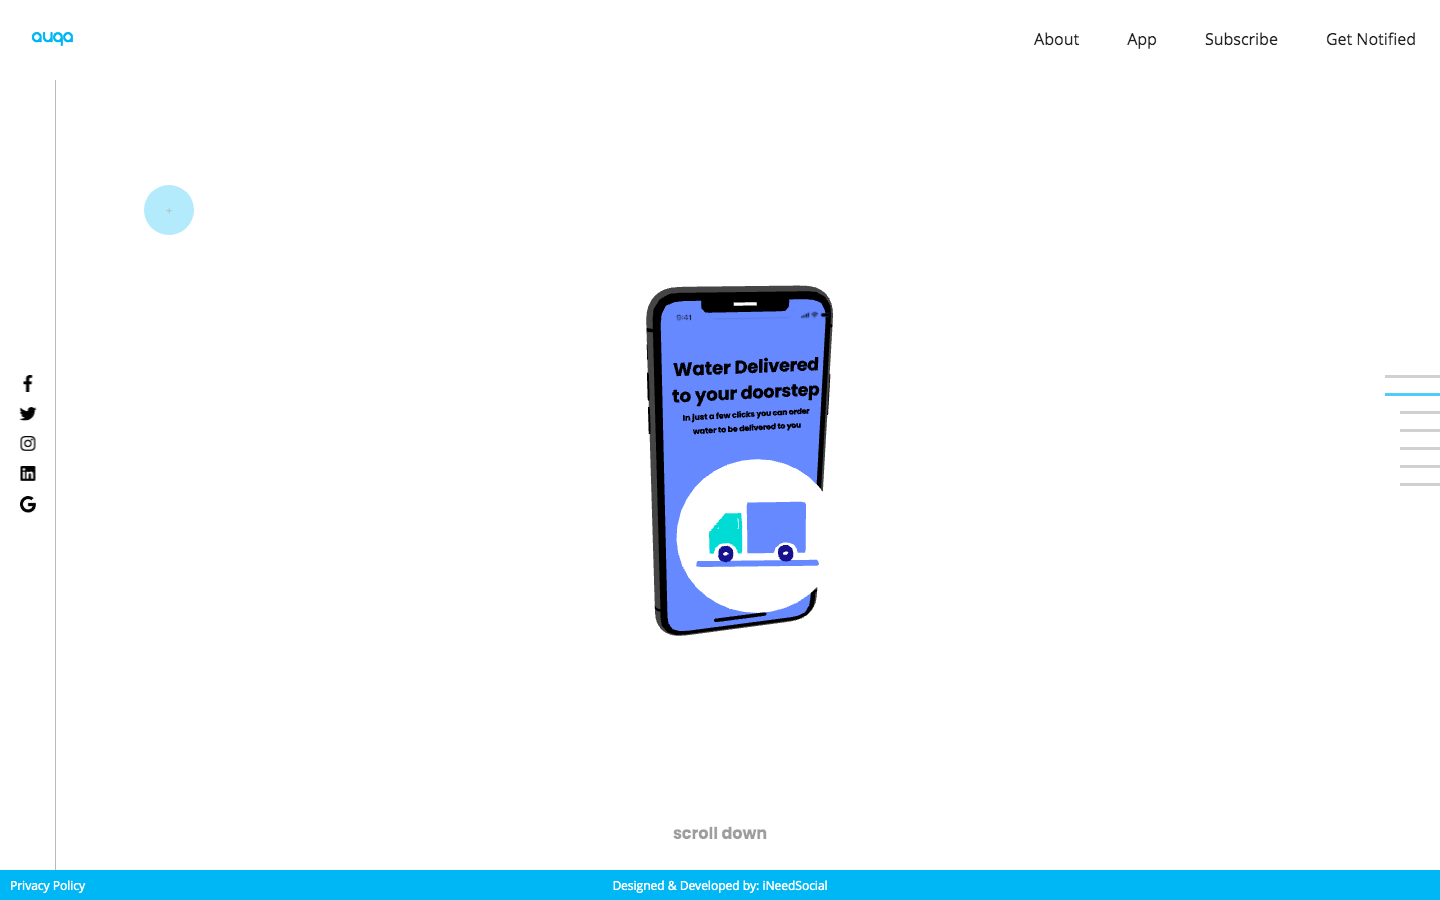 auqa
About
App
Subscribe
Get Notified
9:41
Water Delivered
to your doorstep
In just a few clicks you can order
water to be delivered to you
scroll down
Privacy Policy
Designed & Developed by: iNeedSocial